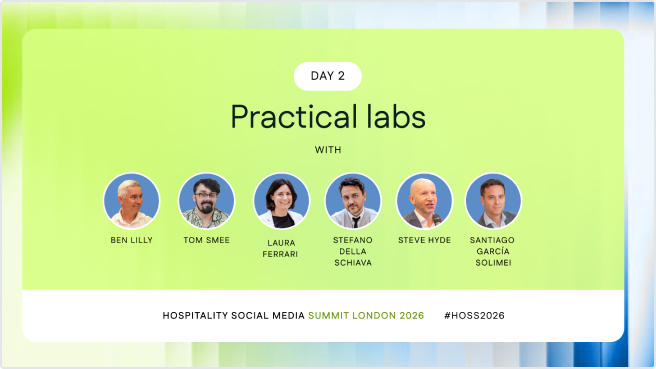 DAY 2
Practical labs
WITH
BEN LILLY
TOM SMEE
LAURA
FERRARI
STEFANO
DELLA
SCHIAVA
STEVE HYDE
SANTIAGO
GARCÍA
SOLIMEI
HOSPITALITY SOCIAL MEDIA SUMMIT LONDON 2026 #HOSS2026